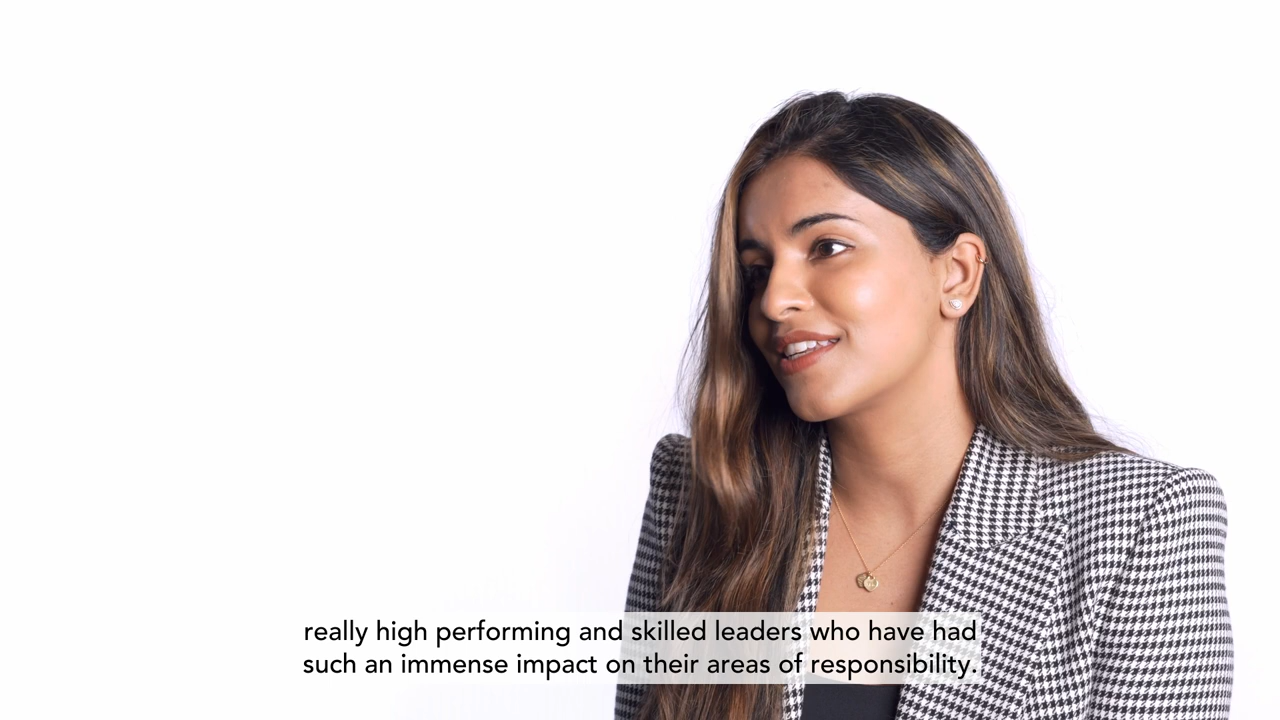 really high performing and skilled leaders who have had
such an immense impact on their areas of responsibility.